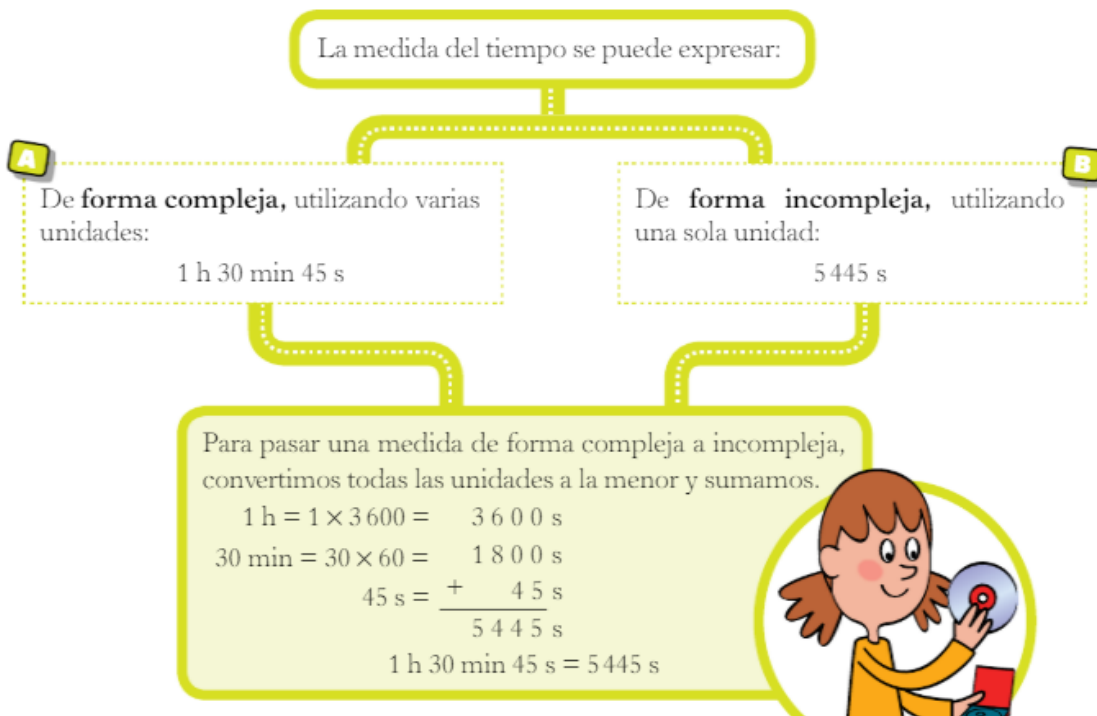 La medida del tiempo se puede expresar:
A
De forma compleja, utilizando varias
unidades:
1 h 30 min 45 s
B
De forma incompleja, utilizando
una sola unidad:
5 445 s
Para pasar una medida de forma compleja a incompleja,
convertimos todas las unidades a la menor y sumamos.
1 h = 1 × 3 600 = 3 6 0 0 s
30 min = 30 × 60 = 1 8 0 0 s
45 s = + 4 5 s
5 4 4 5 s
1 h 30 min 45 s = 5 445 s